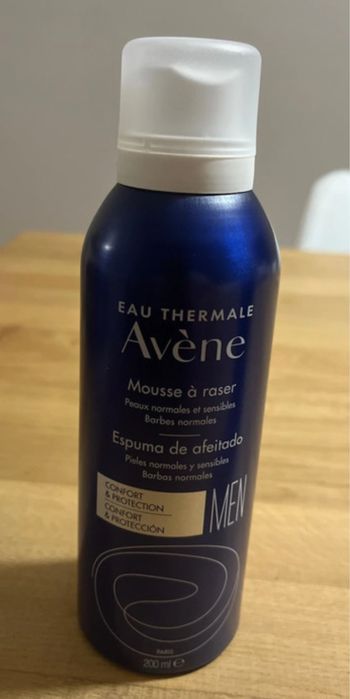 EAU THERMALE
Avène
Mousse à raser
Peaux normales et sensibles
Barbes normales
Espuma de afeitado
Pieles normales y sensibles
Barbas normales
CONFORT
& PROTECTION
CONFORT
& PROTECCIÓN
MEN
PARIS
200 ml ℮